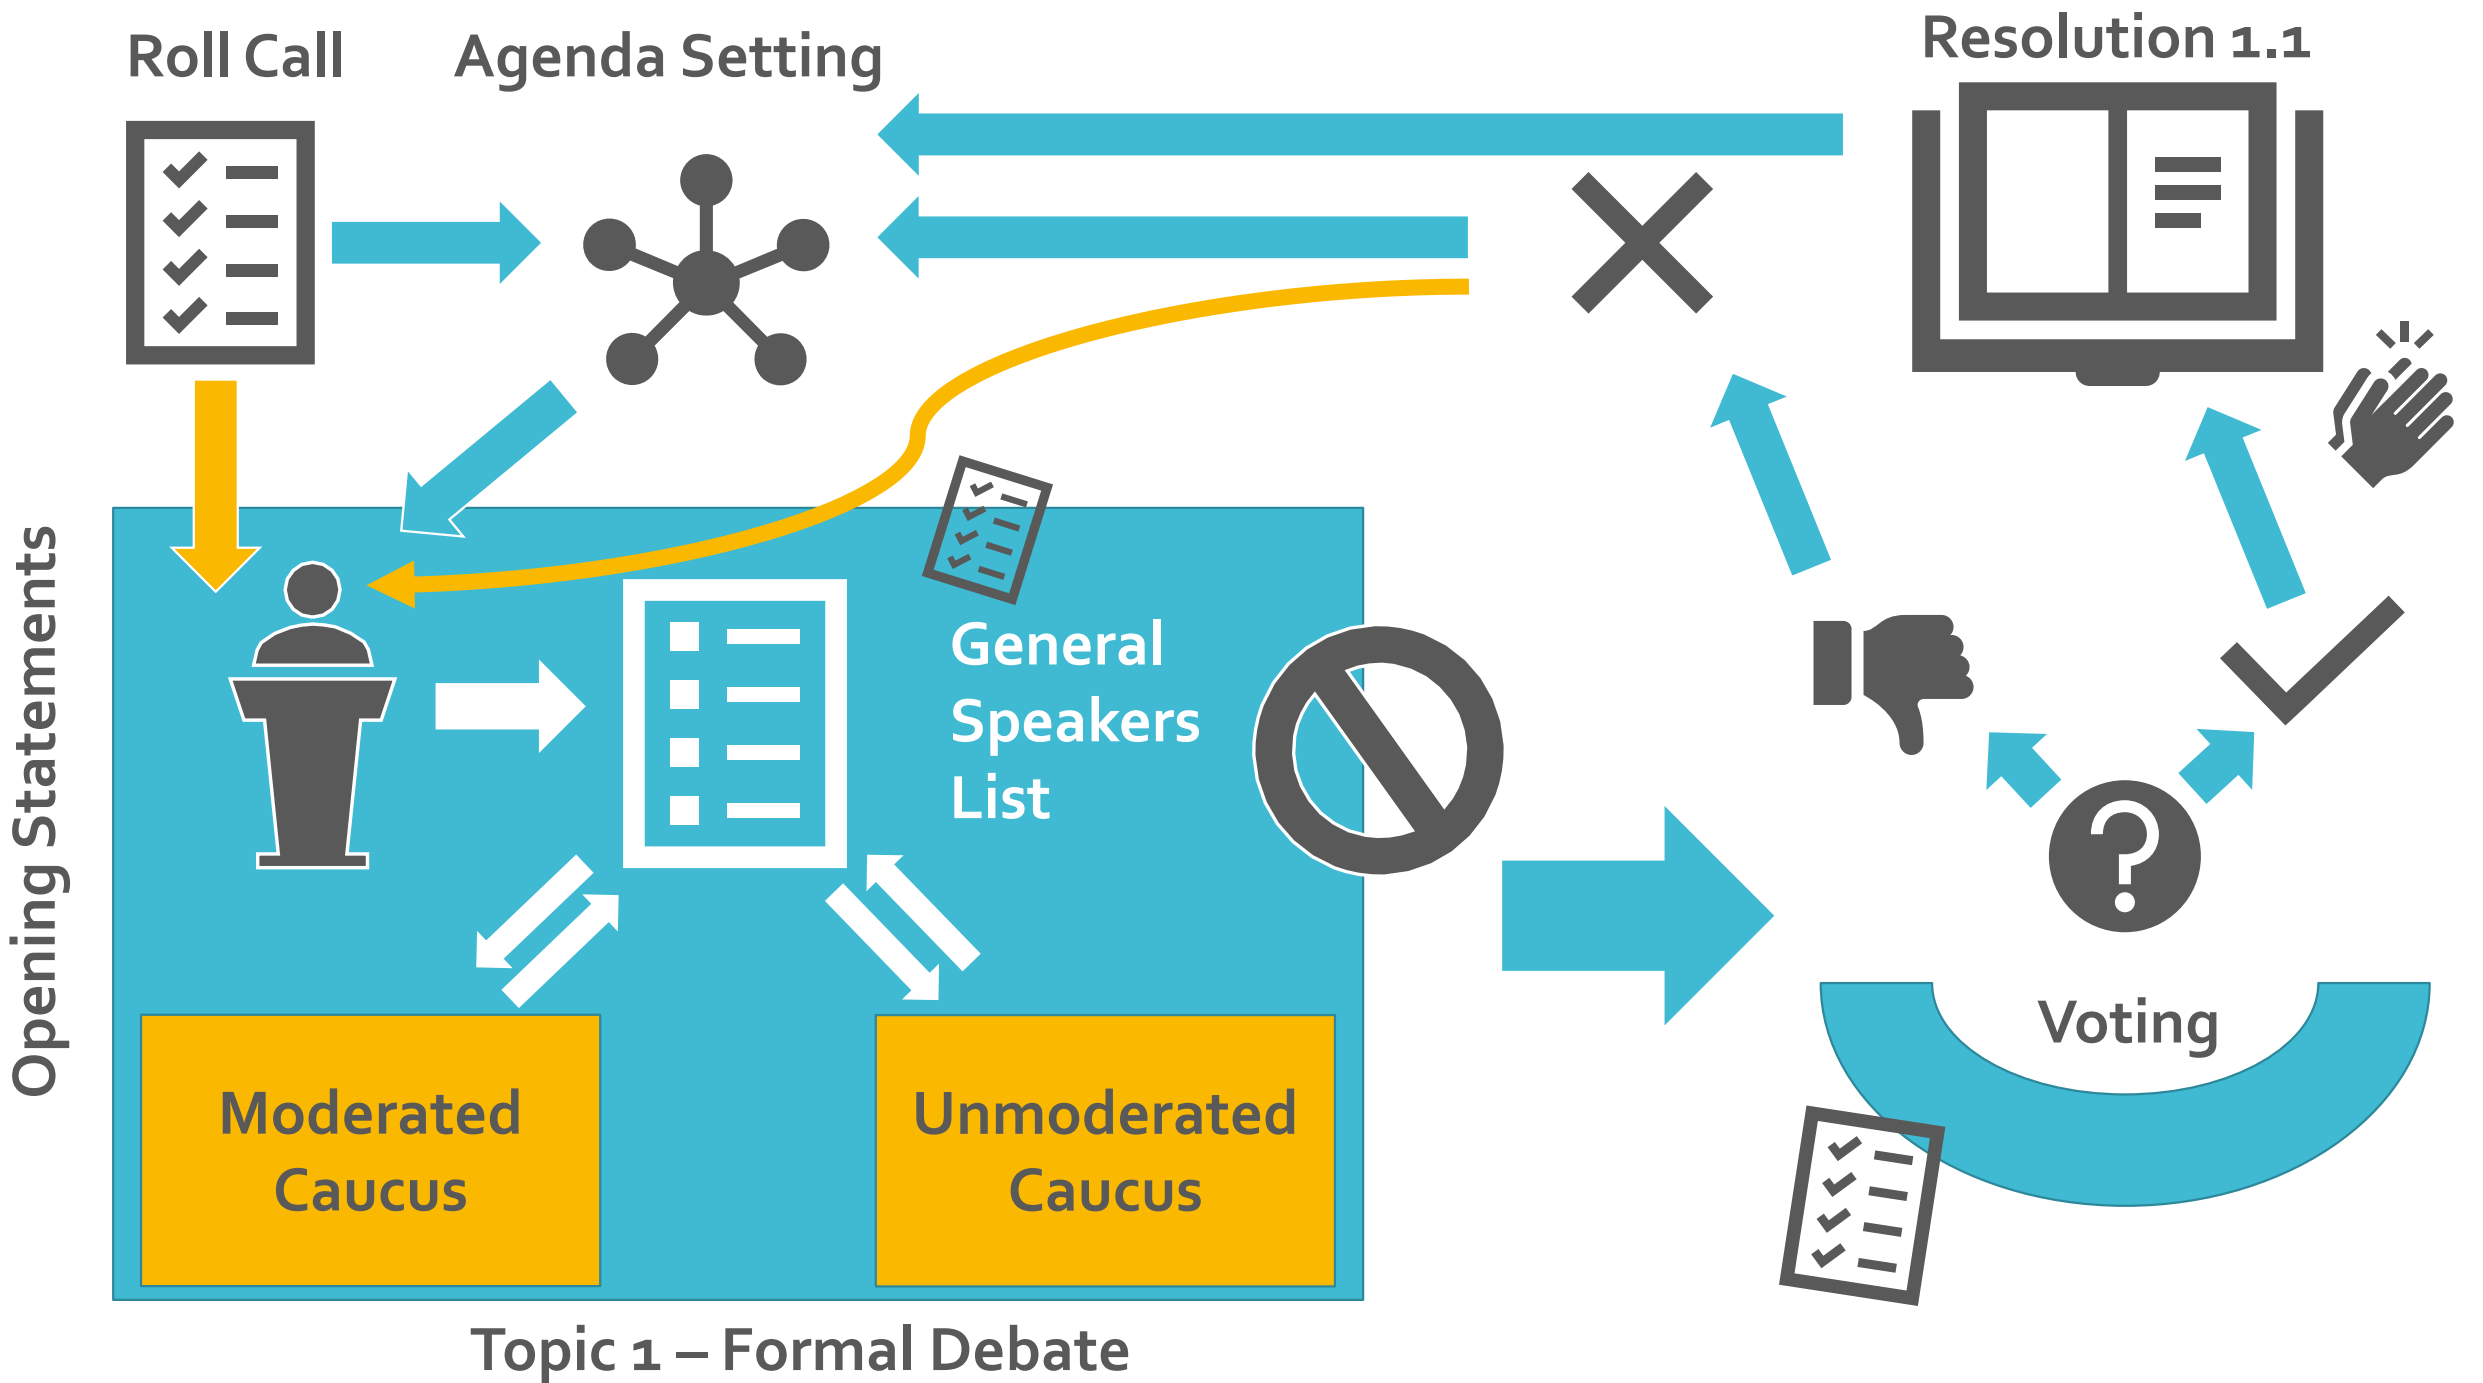 Roll Call
Agenda Setting
Resolution 1.1
Opening Statements
General
Speakers
List
Moderated
Caucus
Unmoderated
Caucus
?
Voting
Topic 1 – Formal Debate